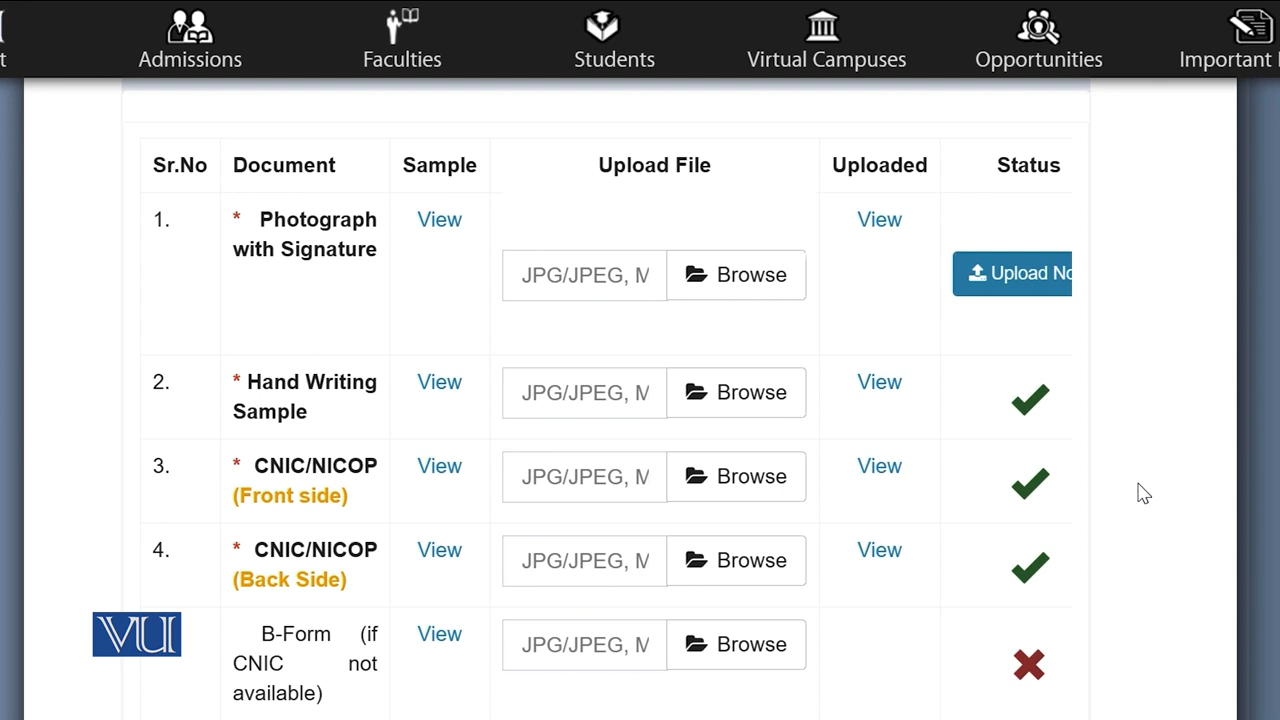 t
Admissions
Faculties
Students
Virtual Campuses
Opportunities
Important
Sr.No Document Sample Upload File Uploaded Status
1. * Photograph View View
with Signature
JPG/JPEG, M Browse Upload No
2. * Hand Writing View JPG/JPEG, M Browse View
Sample
3. * CNIC/NICOP View JPG/JPEG, M Browse View
(Front side)
4. * CNIC/NICOP View JPG/JPEG, M Browse View
(Back Side)
B-Form (if View JPG/JPEG, M Browse
CNIC not
available)
VU